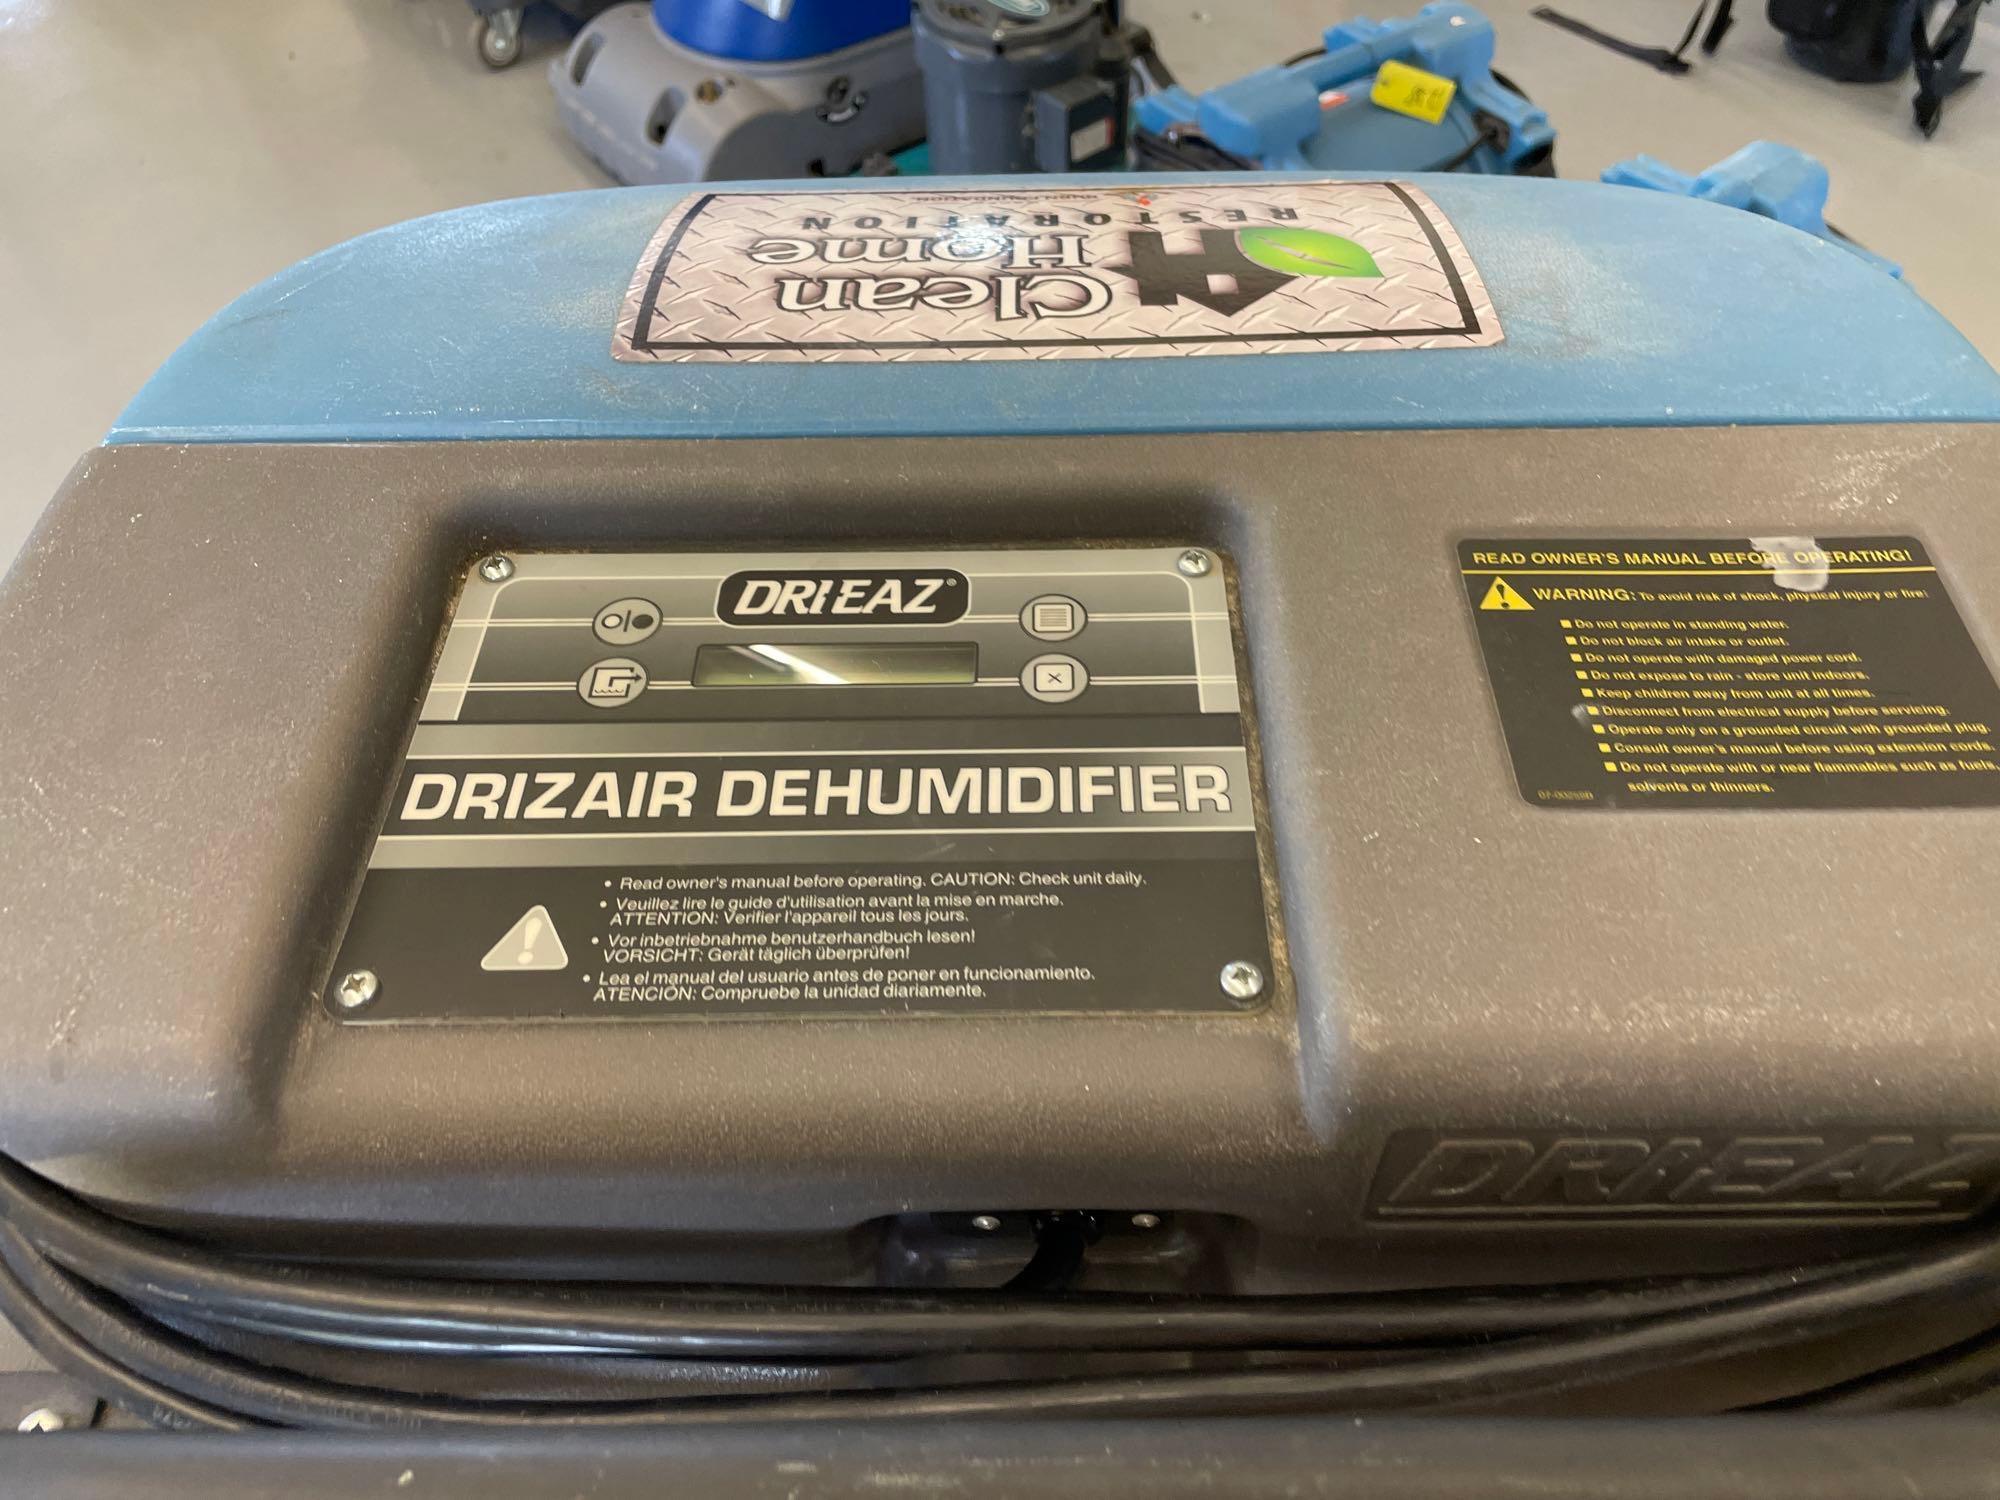 Clean
Home
RESTORATION
DRIEAZ®
DRIZAIR DEHUMIDIFIER
• Read owner's manual before operating. CAUTION: Check unit daily.
• Veuillez lire le guide d'utilisation avant la mise en marche.
ATTENTION: Verifier l'appareil tous les jours.
• Vor inbetriebnahme benutzerhandbuch lesen!
VORSICHT: Gerät täglich überprüfen!
• Lea el manual del usuario antes de poner en funcionamiento.
ATENCIÓN: Compruebe la unidad diariamente.
READ OWNER'S MANUAL BEFORE OPERATING!
WARNING: To avoid risk of shock, physical injury or fire:
■ Do not operate in standing water.
■ Do not block air intake or outlet.
■ Do not operate with damaged power cord.
■ Do not expose to rain - store unit indoors.
■ Keep children away from unit at all times.
■ Disconnect from electrical supply before servicing.
■ Operate only on a grounded circuit with grounded plug.
■ Consult owner's manual before using extension cords.
■ Do not operate with or near flammables such as fuels,
solvents or thinners.
DRIEAZ